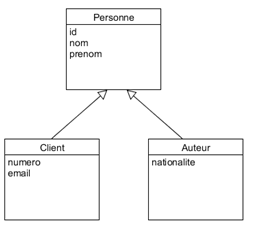 Personne
id
nom
prenom
Client
numero
email
Auteur
nationalite